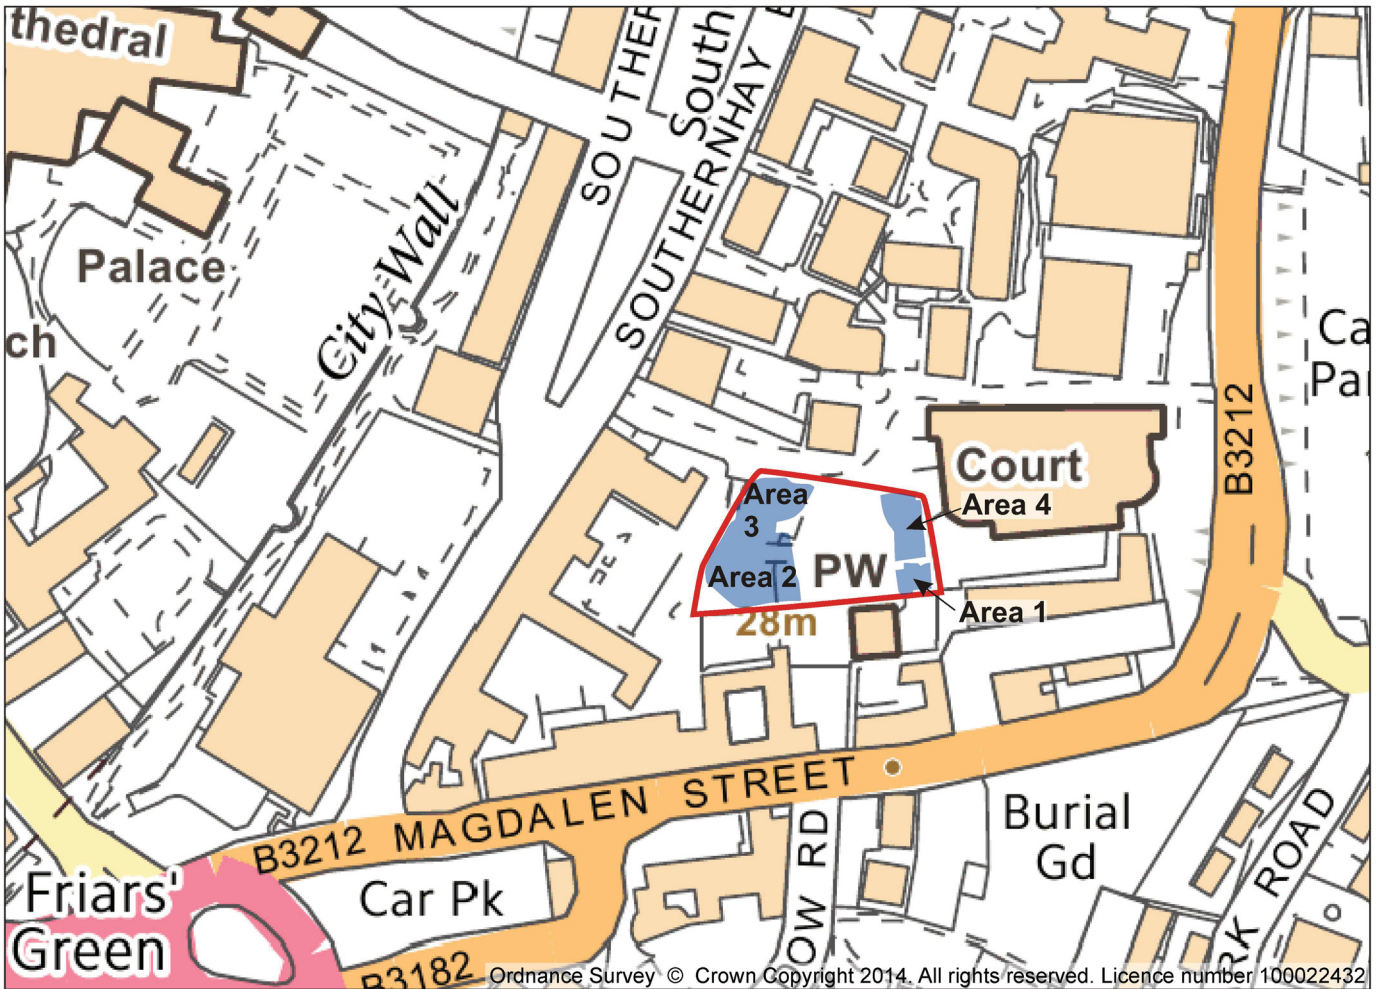 thedral
SOUTHER
South
SOUTHERNHAY E
City Wall
Palace
ch
Ca
Par
B3212
Court
Area
3
Area 4
Area 2
PW
Area 1
28m
B3212 MAGDALEN STREET
Burial
Gd
Friars'
Green
Car Pk
OW RD
RK ROAD
B3182
Ordnance Survey © Crown Copyright 2014. All rights reserved. Licence number 100022432